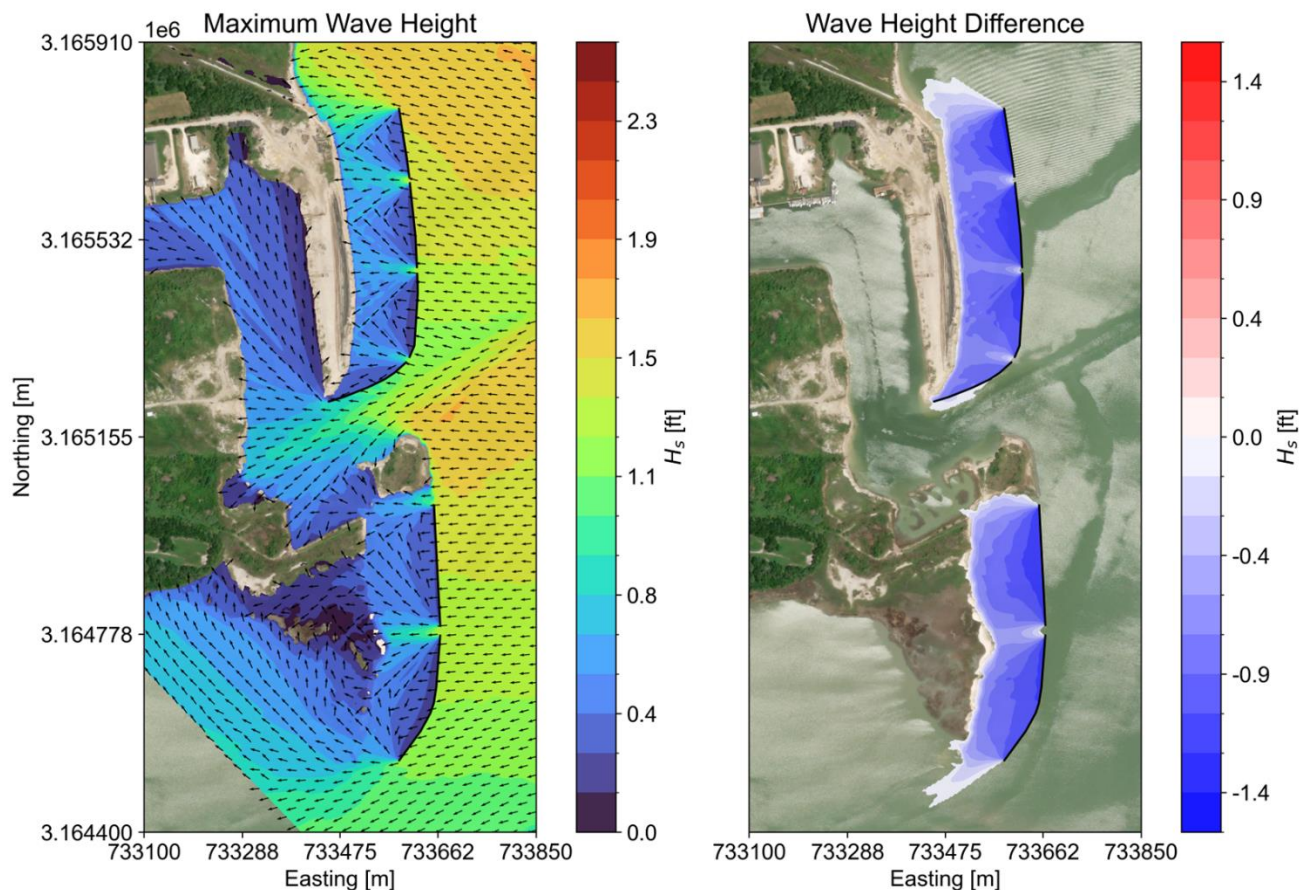 Maximum Wave Height
Wave Height Difference
1e6
3.165910
3.165532
3.165155
3.164778
3.164400
Northing [m]
733100 733288 733475 733662 733850
Easting [m]
2.3
1.9
1.5
1.1
0.8
0.4
0.0
H_s [ft]
733100 733288 733475 733662 733850
Easting [m]
1.4
0.9
0.4
0.0
-0.4
-0.9
-1.4
H_s [ft]